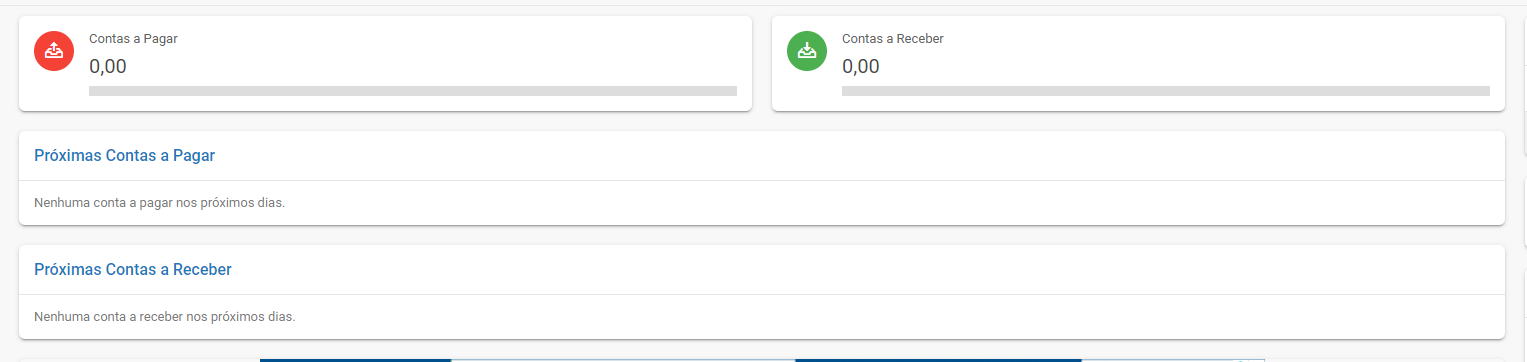 Contas a Pagar
0,00
Contas a Receber
0,00
Próximas Contas a Pagar
Nenhuma conta a pagar nos próximos dias.
Próximas Contas a Receber
Nenhuma conta a receber nos próximos dias.